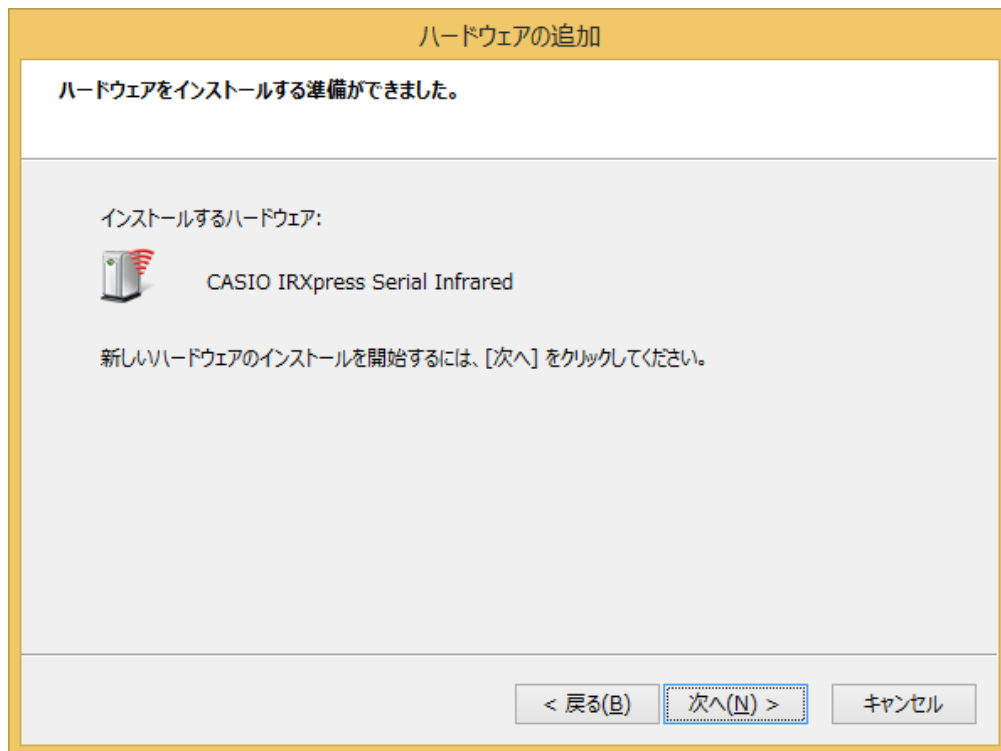 ハードウェアの追加
ハードウェアをインストールする準備ができました。
インストールするハードウェア:
CASIO IRXpress Serial Infrared
新しいハードウェアのインストールを開始するには、[次へ] をクリックしてください。
< 戻る(B)
次へ(N) >
キャンセル